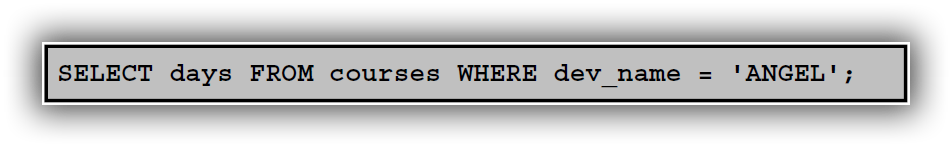 SELECT days FROM courses WHERE dev_name = 'ANGEL';